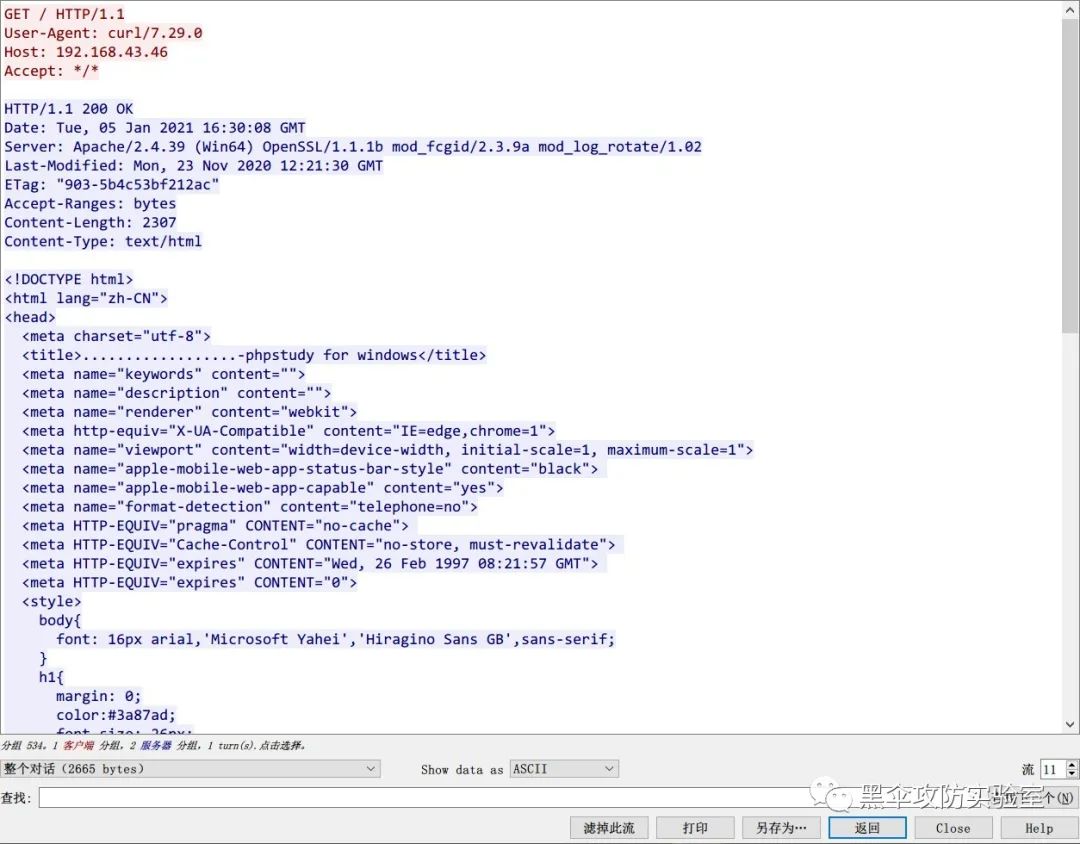 GET / HTTP/1.1
User-Agent: curl/7.29.0
Host: 192.168.43.46
Accept: */*
HTTP/1.1 200 OK
Date: Tue, 05 Jan 2021 16:30:08 GMT
Server: Apache/2.4.39 (Win64) OpenSSL/1.1.1b mod_fcgid/2.3.9a mod_log_rotate/1.02
Last-Modified: Mon, 23 Nov 2020 12:21:30 GMT
ETag: "903-5b4c53bf212ac"
Accept-Ranges: bytes
Content-Length: 2307
Content-Type: text/html
<!DOCTYPE html>
<html lang="zh-CN">
<head>
<meta charset="utf-8">
<title>..................-phpstudy for windows</title>
<meta name="keywords" content="">
<meta name="description" content="">
<meta name="renderer" content="webkit">
<meta http-equiv="X-UA-Compatible" content="IE=edge,chrome=1">
<meta name="viewport" content="width=device-width, initial-scale=1, maximum-scale=1">
<meta name="apple-mobile-web-app-status-bar-style" content="black">
<meta name="apple-mobile-web-app-capable" content="yes">
<meta name="format-detection" content="telephone=no">
<meta HTTP-EQUIV="pragma" CONTENT="no-cache">
<meta HTTP-EQUIV="Cache-Control" CONTENT="no-store, must-revalidate">
<meta HTTP-EQUIV="expires" CONTENT="Wed, 26 Feb 1997 08:21:57 GMT">
<meta HTTP-EQUIV="expires" CONTENT="0">
<style>
body{
font: 16px arial,'Microsoft Yahei','Hiragino Sans GB',sans-serif;
}
h1{
margin: 0;
color:#3a87ad;
font-size: 26px;
分组 534。1 客户端 分组，2 服务器 分组，1 turn(s).点击选择。
整个对话（2665 bytes） Show data as ASCII 流 11
查找: 个(N)
黑伞攻防实验室
滤掉此流 打印 另存为… 返回 Close Help